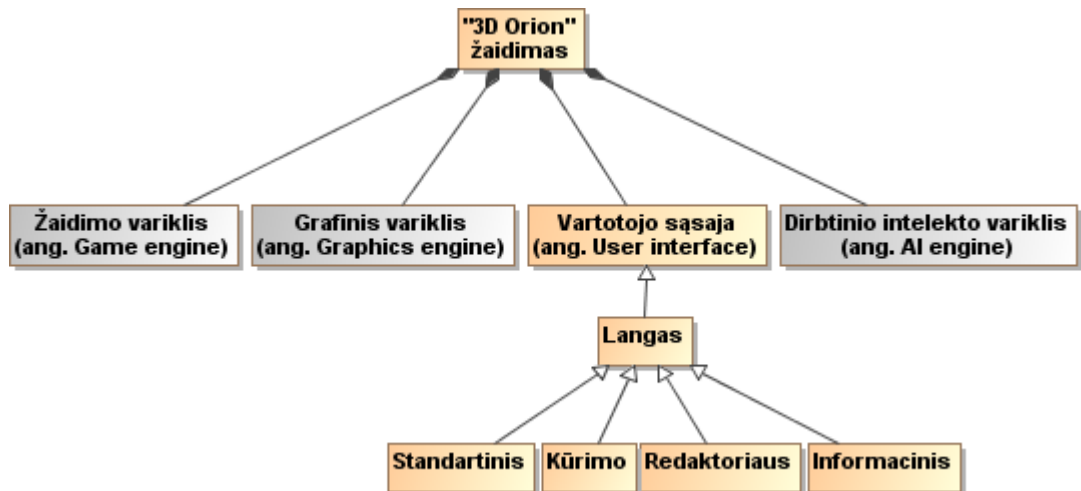 "3D Orion"
žaidimas
Žaidimo variklis
(ang. Game engine)
Grafinis variklis
(ang. Graphics engine)
Vartotojo sąsaja
(ang. User interface)
Dirbtinio intelekto variklis
(ang. AI engine)
Langas
Standartinis
Kūrimo
Redaktoriaus
Informacinis